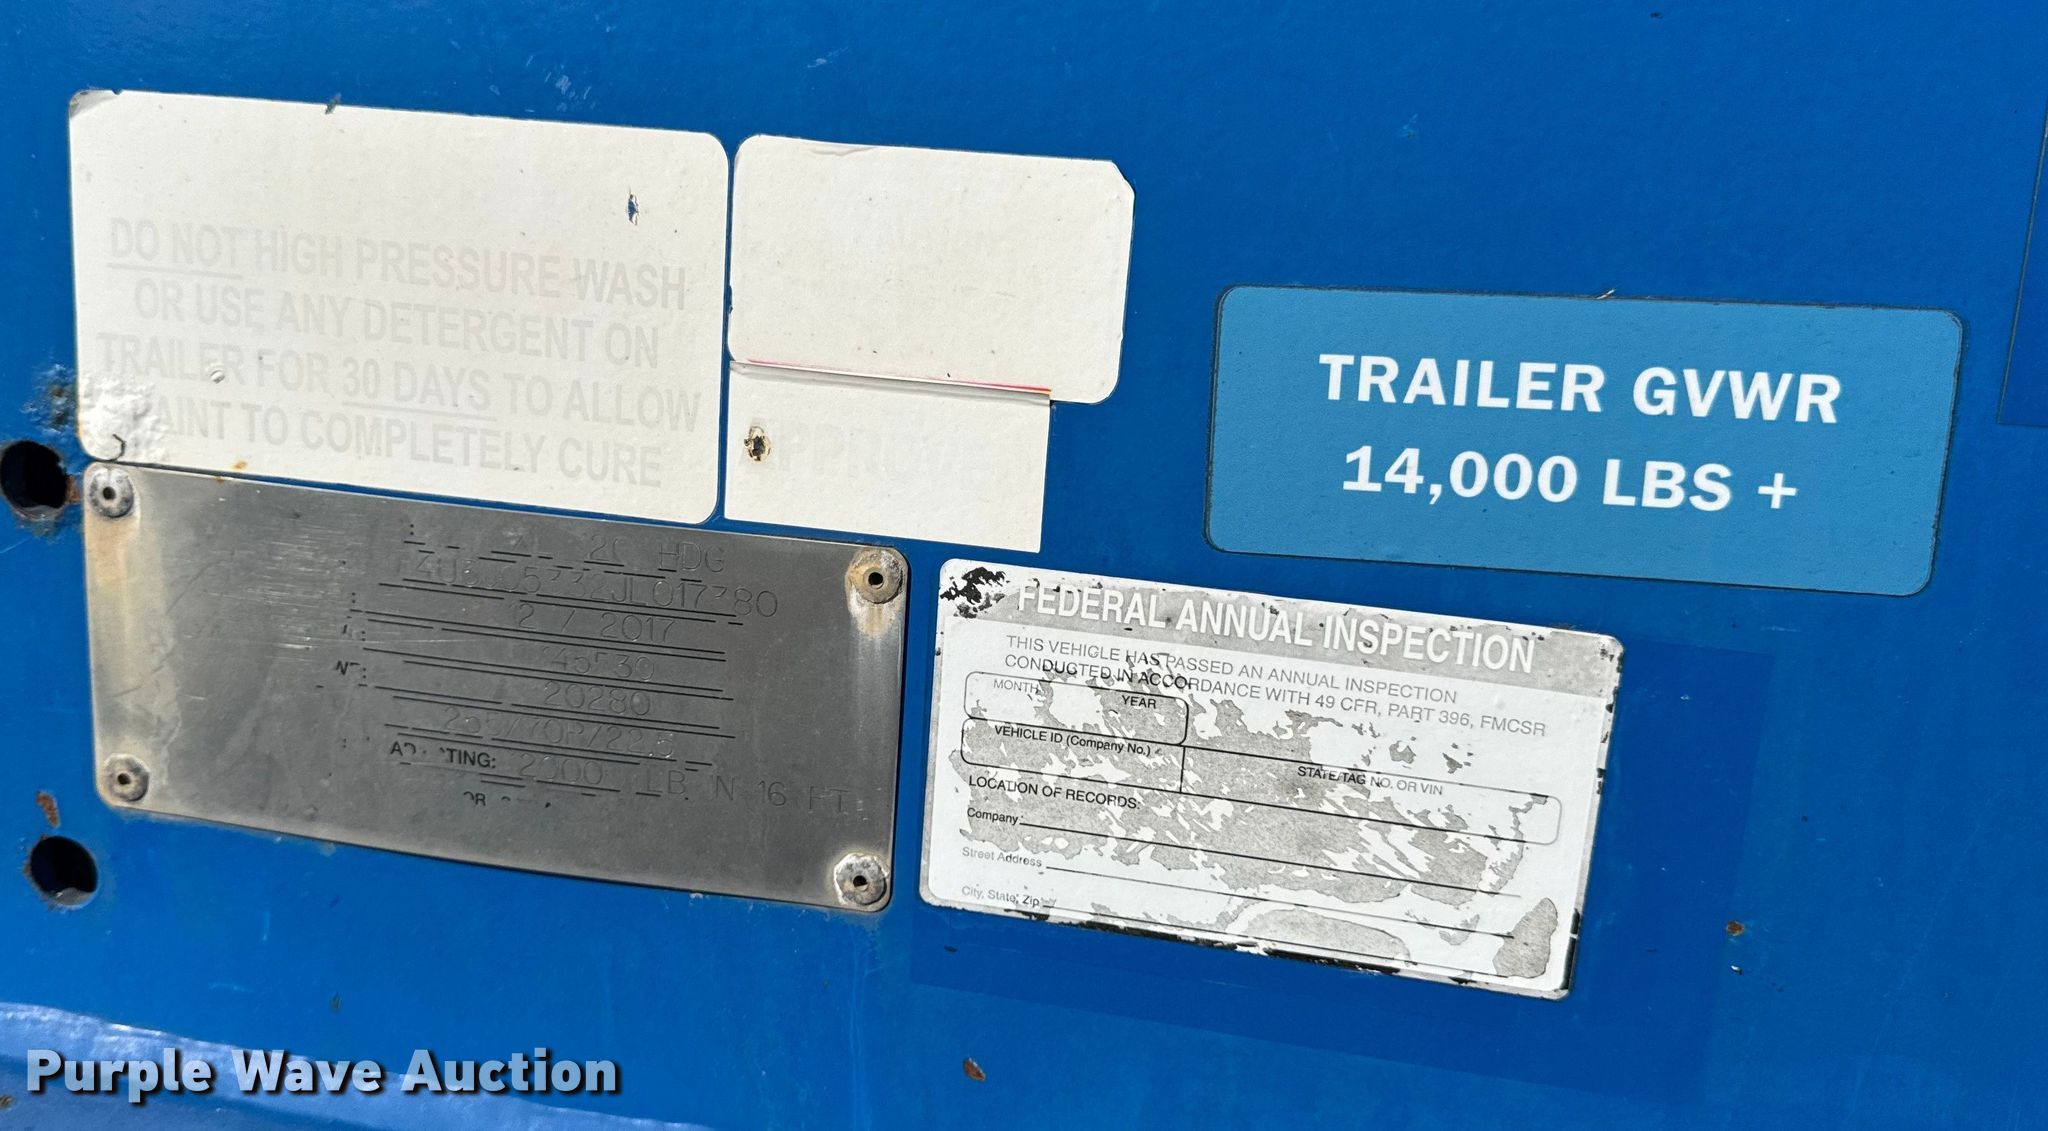 DO NOT HIGH PRESSURE WASH
OR USE ANY DETERGENT ON
TRAILER FOR 30 DAYS TO ALLOW
PAINT TO COMPLETELY CURE
TRAILER GVWR
14,000 LBS +
20 HDG
2 / 2017
20280
TING: LB N 16 FT
FEDERAL ANNUAL INSPECTION
THIS VEHICLE HAS PASSED AN ANNUAL INSPECTION
CONDUCTED IN ACCORDANCE WITH 49 CFR, PART 396, FMCSR
MONTH
YEAR
VEHICLE ID (Company No.)
STATE/TAG NO. OR VIN
LOCATION OF RECORDS:
Company:
Street Address
City, State, Zip
Purple Wave Auction